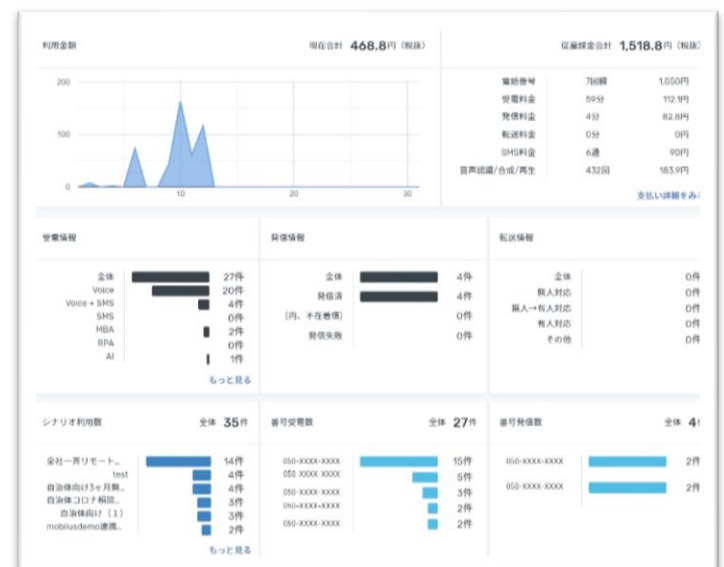 利用金額 現在合計 468.8円 (税抜)
200
100
0
10 20 30
従量課金合計 1,518.8円 (税抜)
電話番号 7回線 1,050円
受電料金 59分 112.1円
発信料金 4分 82.8円
転送料金 0分 0円
SMS料金 6通 90円
音声認識/合成/再生 432回 183.9円
支払い詳細をみ
受電情報
全体 27件
Voice 20件
Voice + SMS 4件
SMS 0件
MBA 2件
RPA 0件
AI 1件
もっと見る
発信情報
全体 4件
発信済 4件
(内、不在着信) 0件
発信失敗 0件
転送情報
全体 0件
無人対応 0件
無人→有人対応 0件
有人対応 0件
その他 0件
シナリオ利用数 全体 35件
全社一斉リモート... 14件
test 4件
自治体向け3ヶ月無... 4件
自治体コロナ相談... 3件
自治体向け (1) 3件
mobilusdemo連携... 2件
もっと見る
番号受電数 全体 27件
050-XXXX-XXXX 15件
050-XXXX-XXXX 5件
050-XXXX-XXXX 3件
050-XXXX-XXXX 2件
050-XXXX-XXXX 2件
番号発信数 全体 4
050-XXXX-XXXX 2件
050-XXXX-XXXX 2件